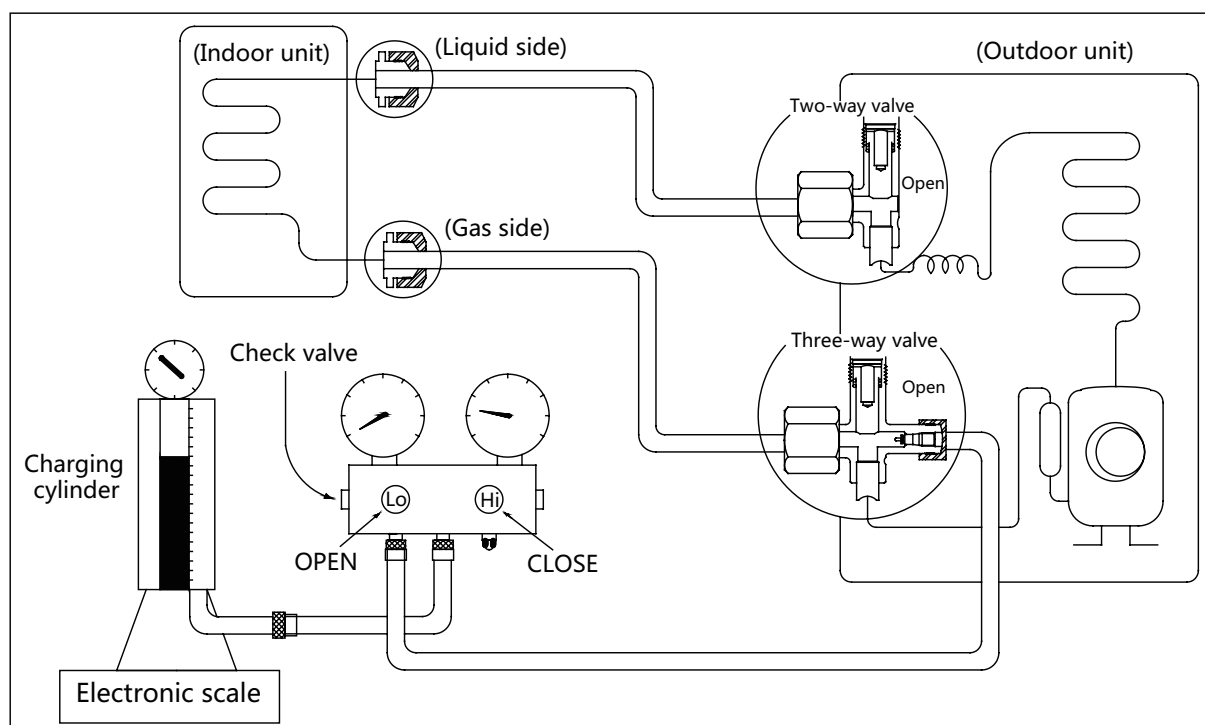 (Indoor unit)
(Liquid side)
(Outdoor unit)
Two-way valve
Open
(Gas side)
Three-way valve
Open
Check valve
Charging
cylinder
Lo
Hi
OPEN
CLOSE
Electronic scale